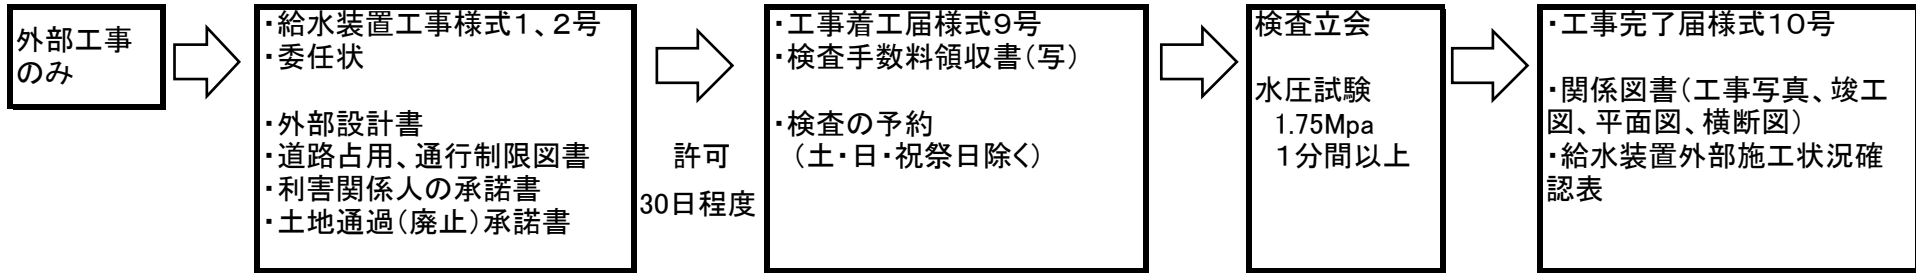 外部工事
のみ
・給水装置工事様式１、２号
・委任状
・外部設計書
・道路占用、通行制限図書
・利害関係人の承諾書
・土地通過（廃止）承諾書
許可
30日程度
・工事着工届様式９号
・検査手数料領収書（写）
・検査の予約
（土・日・祝祭日除く）
検査立会
水圧試験
1.75Mpa
１分間以上
・工事完了届様式１０号
・関係図書（工事写真、竣工
図、平面図、横断図）
・給水装置外部施工状況確
認表